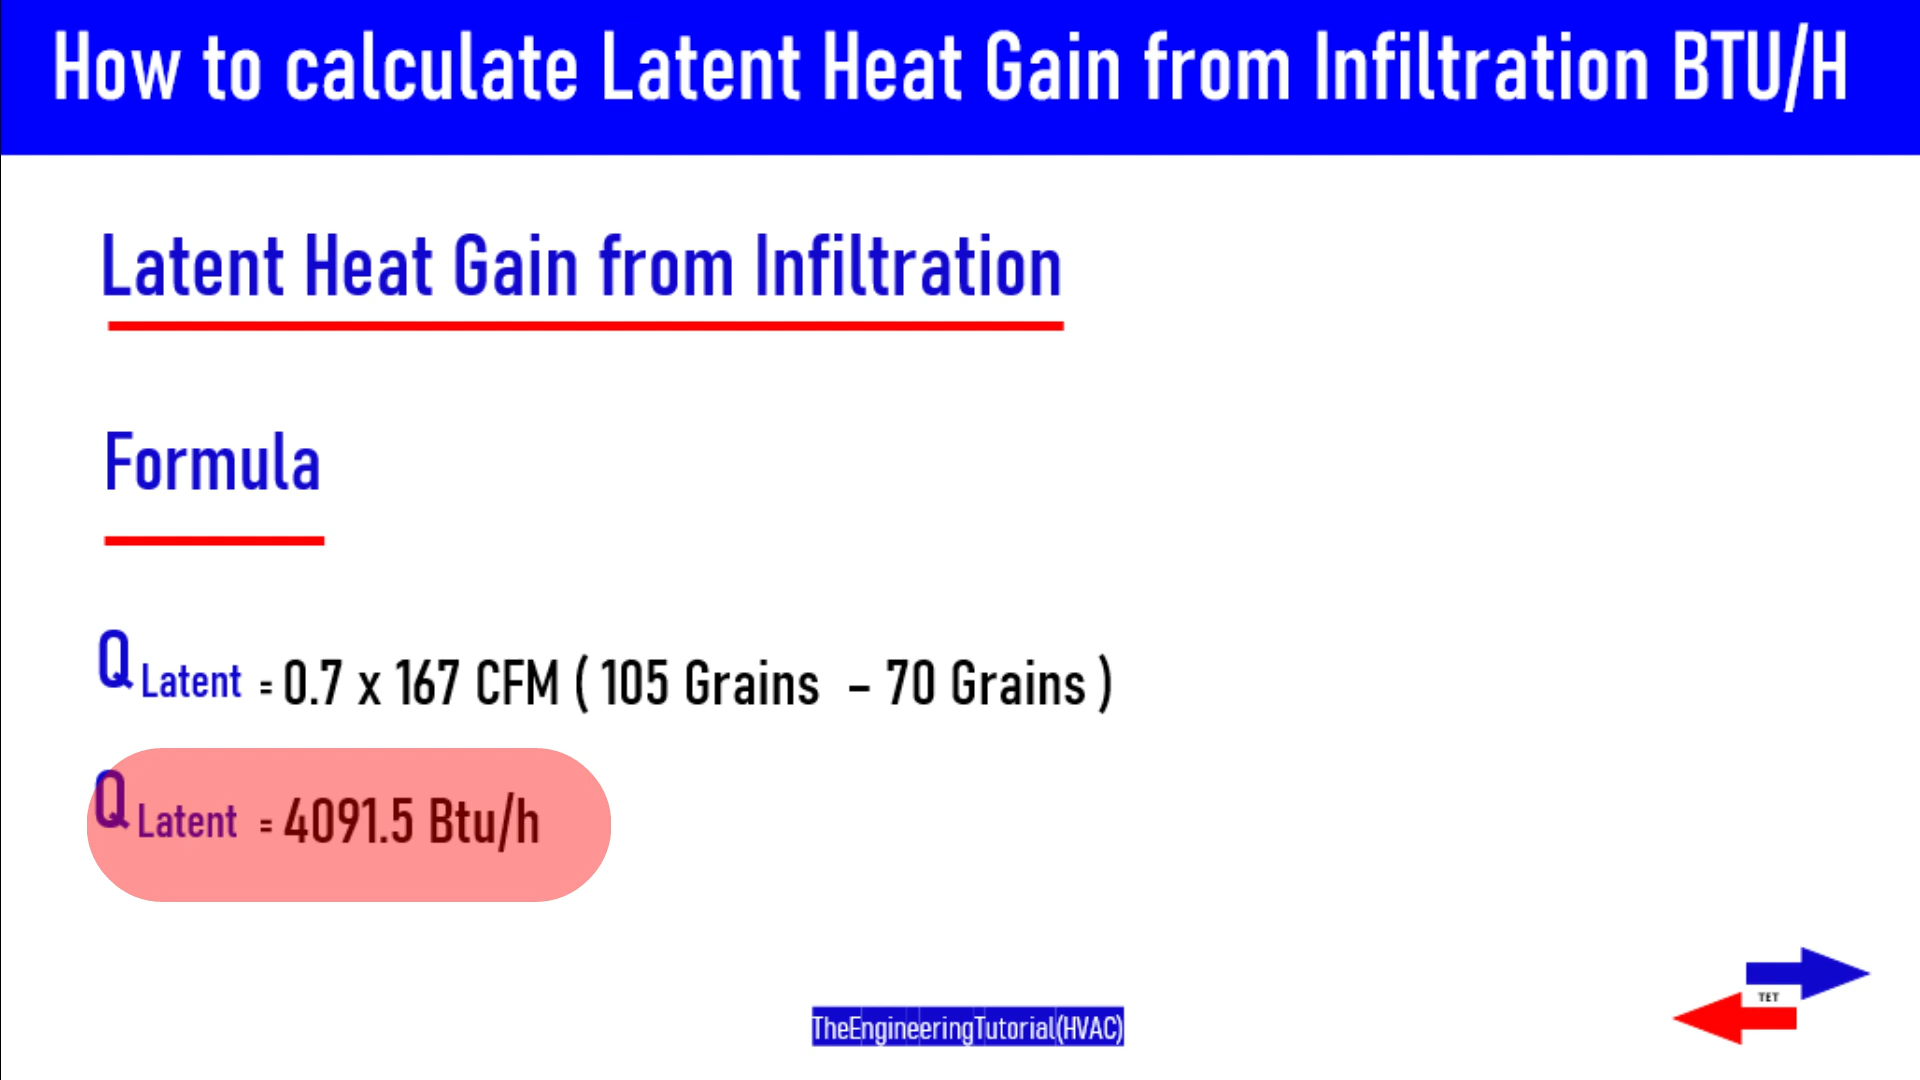 How to calculate Latent Heat Gain from Infiltration BTU/H
Latent Heat Gain from Infiltration
Formula
Q Latent = 0.7 x 167 CFM ( 105 Grains – 70 Grains )
Q Latent = 4091.5 Btu/h
TET
TheEngineeringTutorial(HVAC)